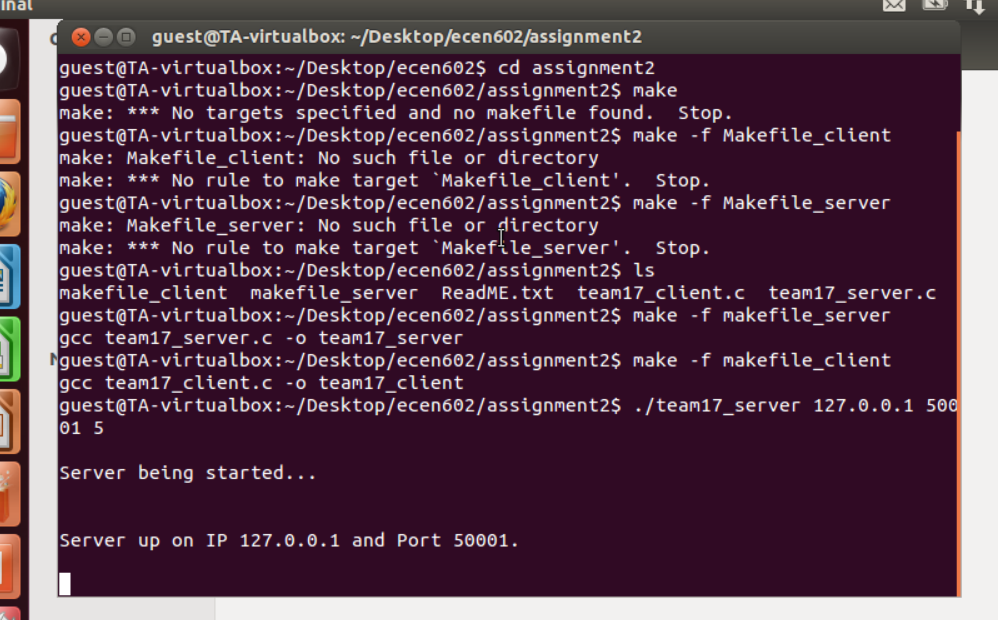 inal
guest@TA-virtualbox: ~/Desktop/ecen602/assignment2
guest@TA-virtualbox:~/Desktop/ecen602$ cd assignment2
guest@TA-virtualbox:~/Desktop/ecen602/assignment2$ make
make: *** No targets specified and no makefile found.  Stop.
guest@TA-virtualbox:~/Desktop/ecen602/assignment2$ make -f Makefile_client
make: Makefile_client: No such file or directory
make: *** No rule to make target `Makefile_client'.  Stop.
guest@TA-virtualbox:~/Desktop/ecen602/assignment2$ make -f Makefile_server
make: Makefile_server: No such file or directory
make: *** No rule to make target `Makefile_server'.  Stop.
guest@TA-virtualbox:~/Desktop/ecen602/assignment2$ ls
makefile_client  makefile_server  ReadME.txt  team17_client.c  team17_server.c
guest@TA-virtualbox:~/Desktop/ecen602/assignment2$ make -f makefile_server
gcc team17_server.c -o team17_server
guest@TA-virtualbox:~/Desktop/ecen602/assignment2$ make -f makefile_client
gcc team17_client.c -o team17_client
guest@TA-virtualbox:~/Desktop/ecen602/assignment2$ ./team17_server 127.0.0.1 500
01 5
Server being started...
Server up on IP 127.0.0.1 and Port 50001.